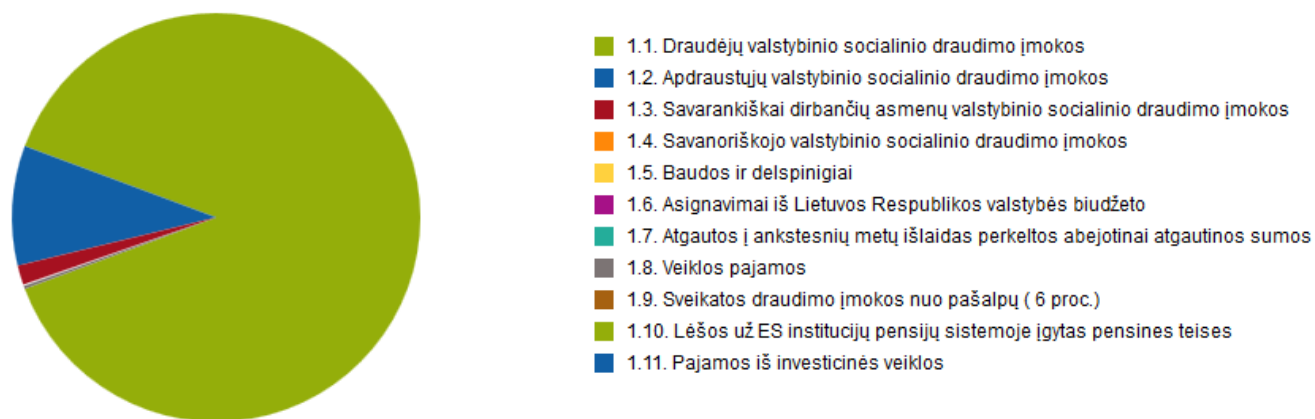 1.1. Draudėjų valstybinio socialinio draudimo įmokos
1.2. Apdraustųjų valstybinio socialinio draudimo įmokos
1.3. Savarankiškai dirbančių asmenų valstybinio socialinio draudimo įmokos
1.4. Savanoriškojo valstybinio socialinio draudimo įmokos
1.5. Baudos ir delspinigiai
1.6. Asignavimai iš Lietuvos Respublikos valstybės biudžeto
1.7. Atgautos į ankstesnių metų išlaidas perkeltos abejotinai atgautinos sumos
1.8. Veiklos pajamos
1.9. Sveikatos draudimo įmokos nuo pašalpų ( 6 proc.)
1.10. Lėšos už ES institucijų pensijų sistemoje įgytas pensines teises
1.11. Pajamos iš investicinės veiklos